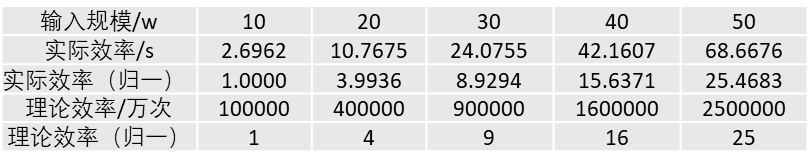 输入规模/w 10 20 30 40 50
实际效率/s 2.6962 10.7675 24.0755 42.1607 68.6676
实际效率（归一） 1.0000 3.9936 8.9294 15.6371 25.4683
理论效率/万次 100000 400000 900000 1600000 2500000
理论效率（归一） 1 4 9 16 25